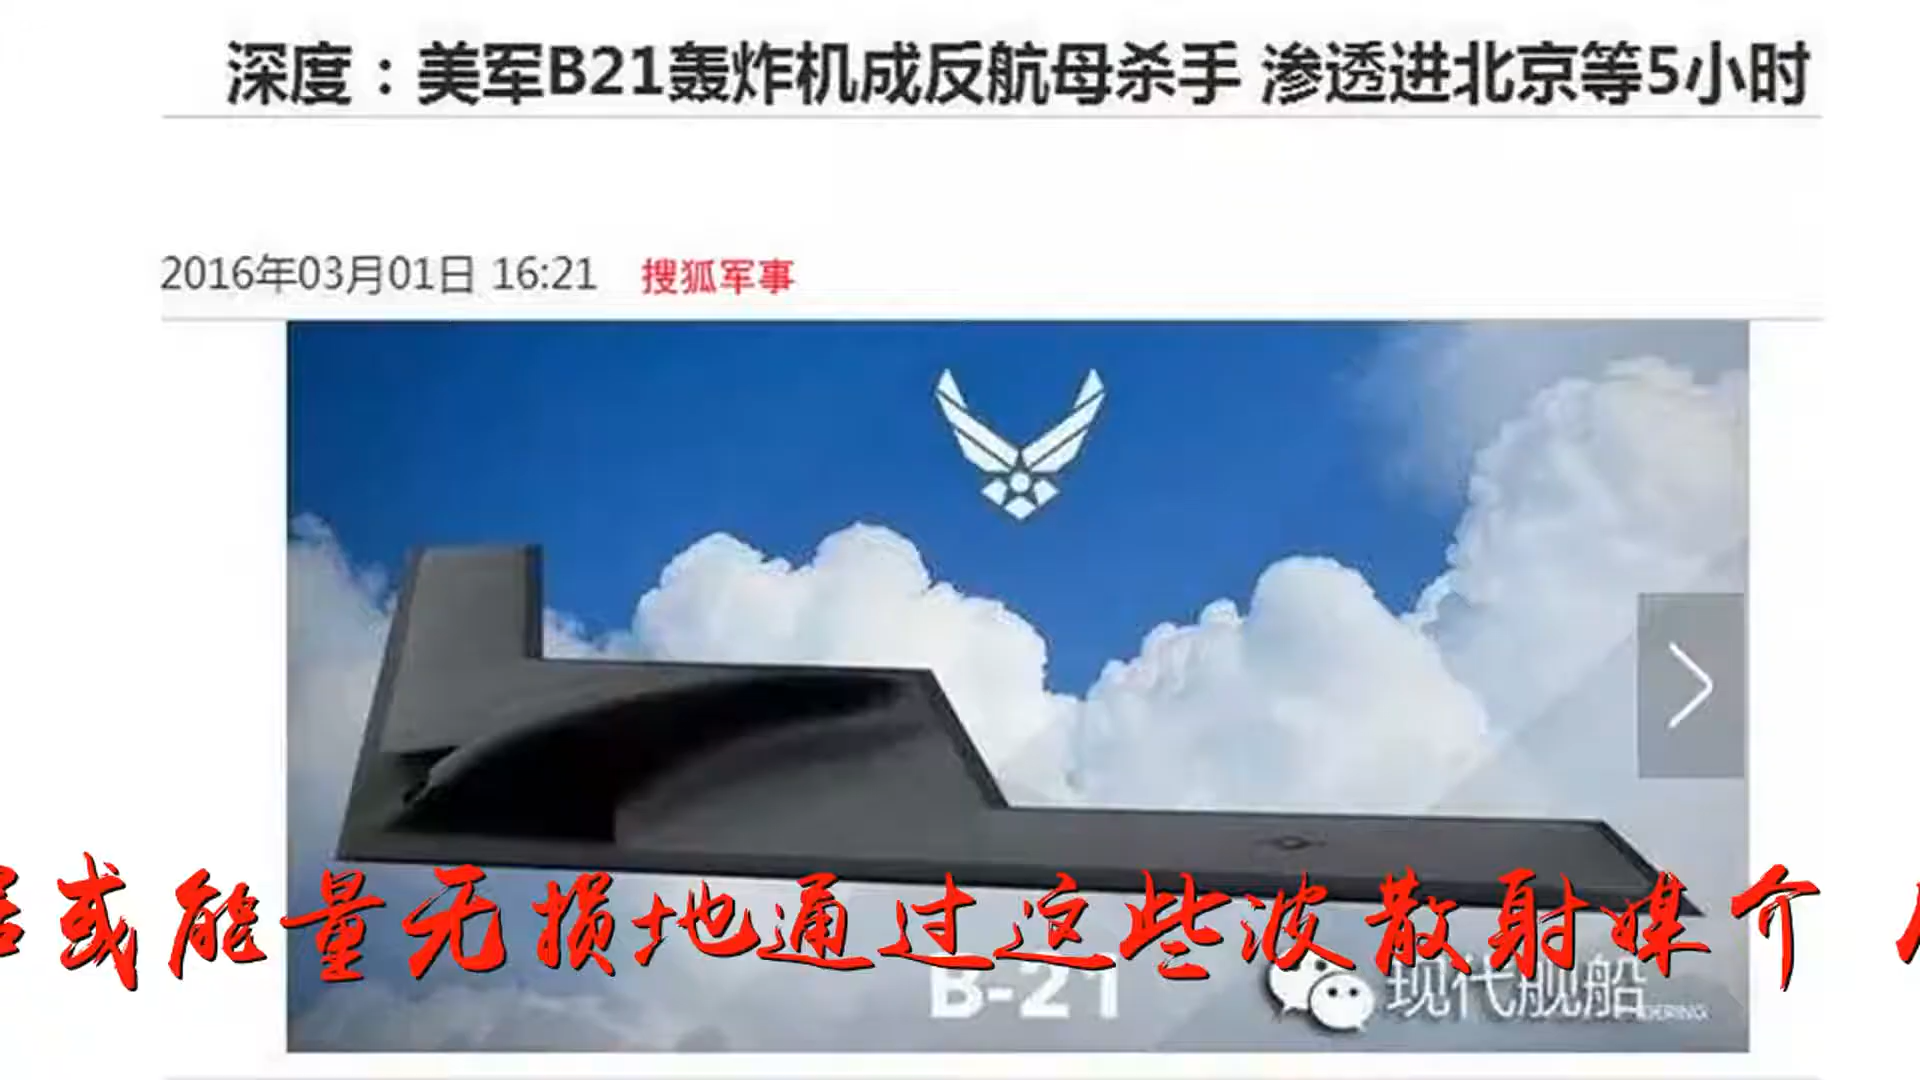 深度：美军B21轰炸机成反航母杀手 渗透进北京等5小时
2016年03月01日 16:21 搜狐军事
或能量无损地通过这些波散射媒介
B-21
现代舰船